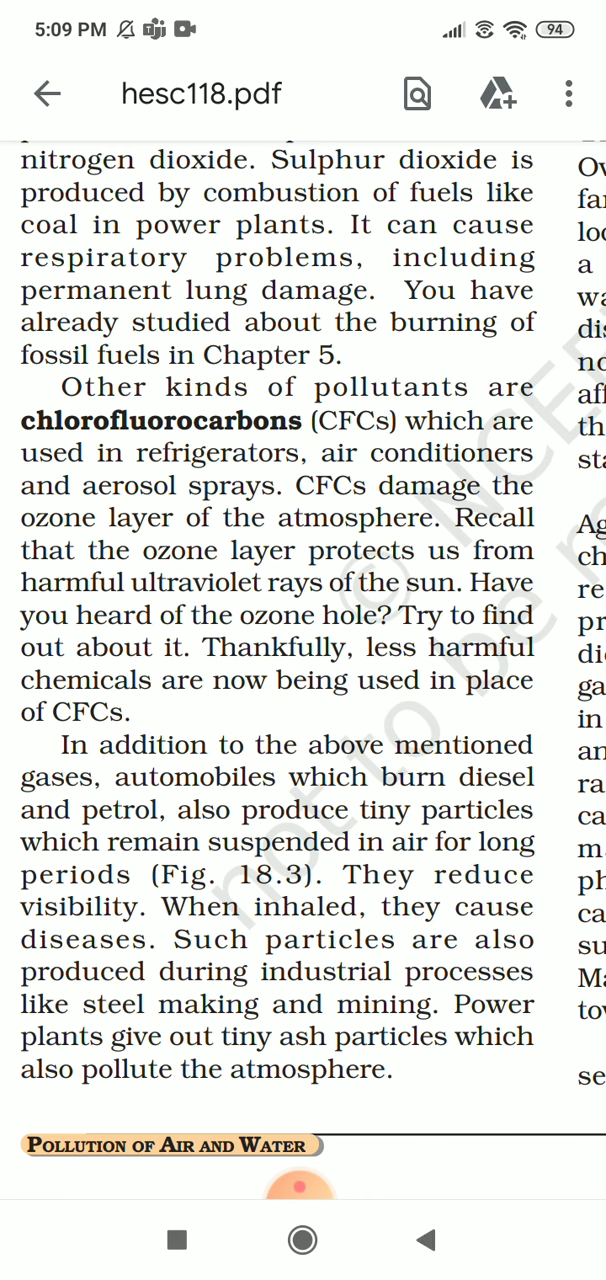 5:09 PM
94
hesc118.pdf
nitrogen dioxide. Sulphur dioxide is
produced by combustion of fuels like
coal in power plants. It can cause
respiratory problems, including
permanent lung damage. You have
already studied about the burning of
fossil fuels in Chapter 5.
Other kinds of pollutants are
chlorofluorocarbons (CFCs) which are
used in refrigerators, air conditioners
and aerosol sprays. CFCs damage the
ozone layer of the atmosphere. Recall
that the ozone layer protects us from
harmful ultraviolet rays of the sun. Have
you heard of the ozone hole? Try to find
out about it. Thankfully, less harmful
chemicals are now being used in place
of CFCs.
In addition to the above mentioned
gases, automobiles which burn diesel
and petrol, also produce tiny particles
which remain suspended in air for long
periods (Fig. 18.3). They reduce
visibility. When inhaled, they cause
diseases. Such particles are also
produced during industrial processes
like steel making and mining. Power
plants give out tiny ash particles which
also pollute the atmosphere.
POLLUTION OF AIR AND WATER
© NCE
not to be